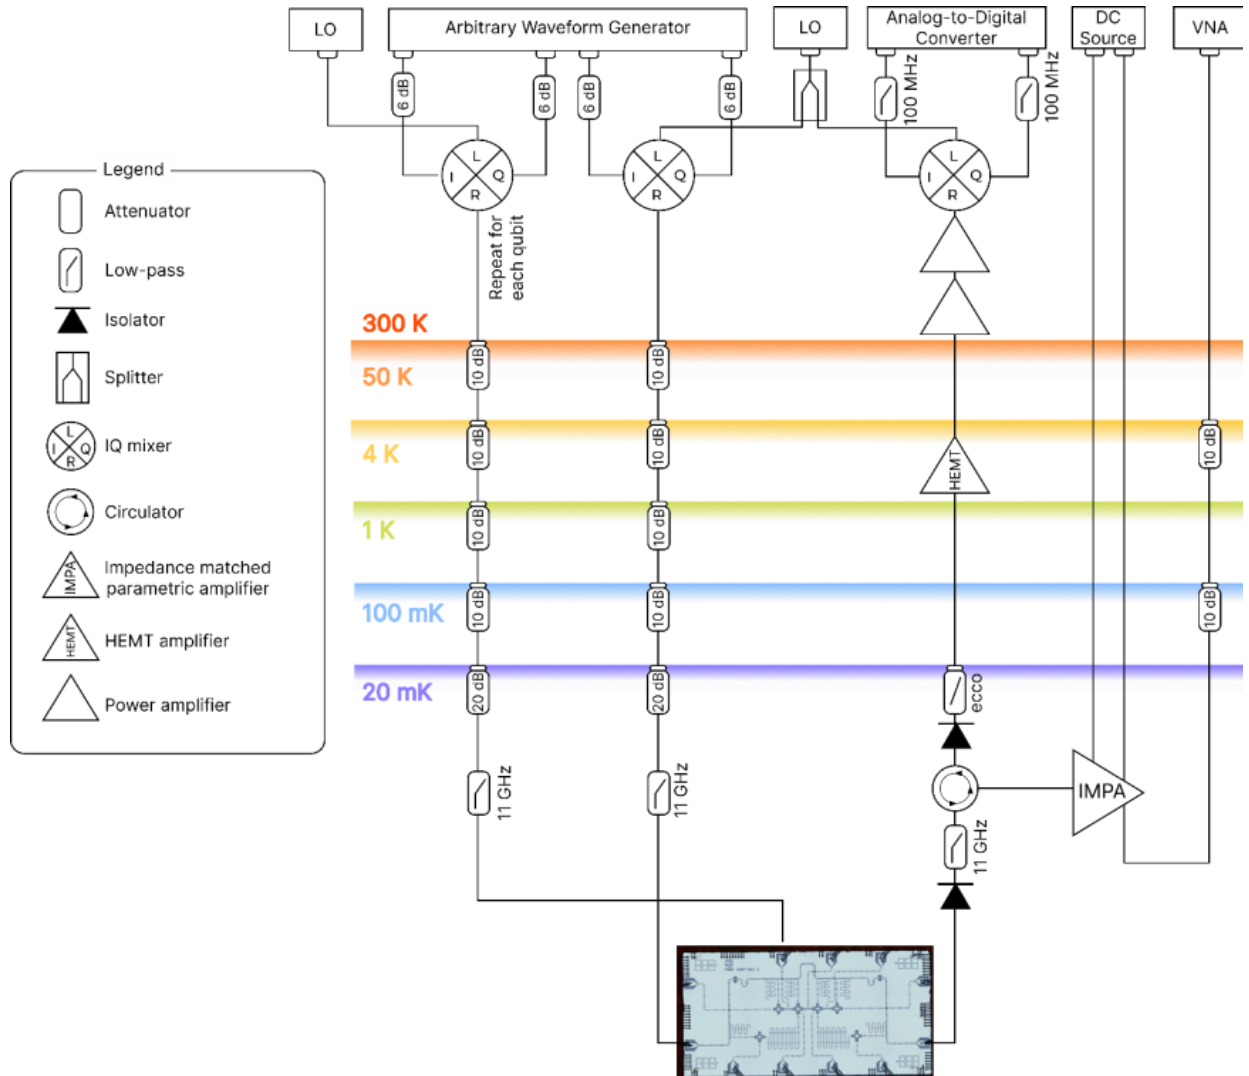 LO
Arbitrary Waveform Generator
LO
Analog-to-Digital
Converter
DC
Source
VNA
6 dB
6 dB
6 dB
6 dB
100 MHz
100 MHz
L
I
Q
R
L
I
Q
R
L
I
Q
R
Legend
Attenuator
Low-pass
Isolator
Splitter
L
I
Q
R
IQ mixer
Circulator
IMPA
Impedance matched
parametric amplifier
HEMT
HEMT amplifier
Power amplifier
Repeat for
each qubit
300 K
10 dB
10 dB
50 K
10 dB
10 dB
10 dB
4 K
HEMT
10 dB
10 dB
1 K
10 dB
10 dB
10 dB
100 mK
20 dB
20 dB
20 mK
ecco
11 GHz
11 GHz
IMPA
11 GHz